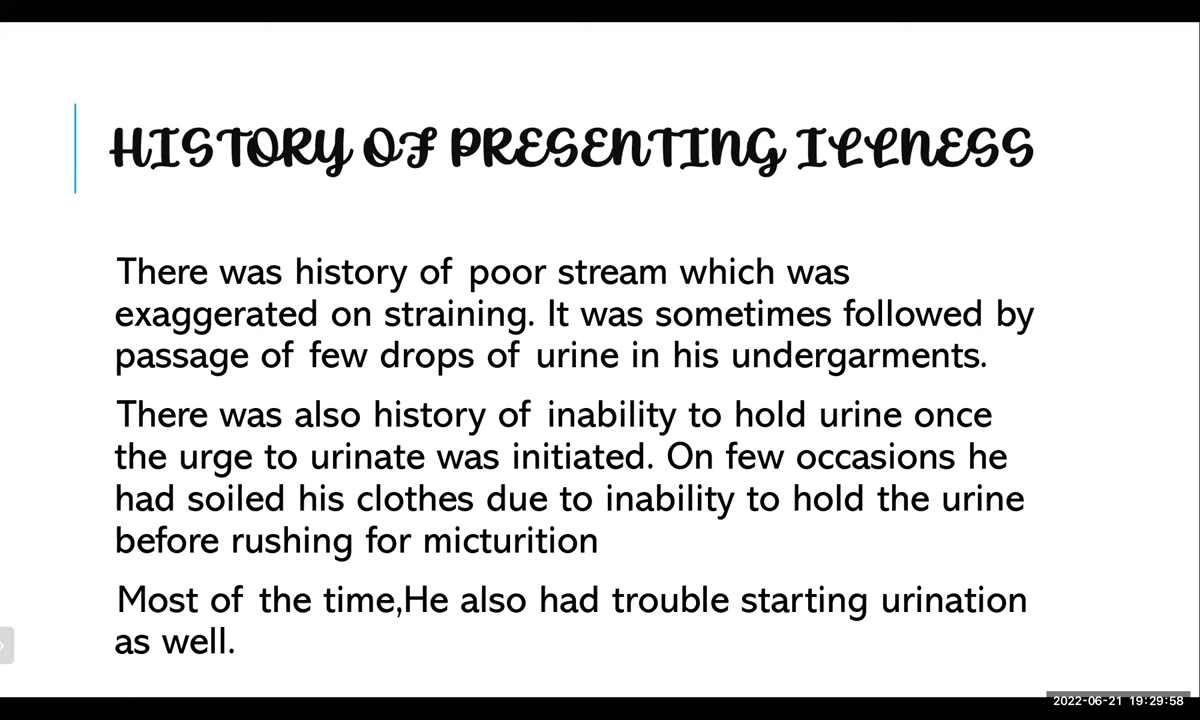 HISTORY OF PRESENTING ILLNESS
There was history of poor stream which was
exaggerated on straining. It was sometimes followed by
passage of few drops of urine in his undergarments.
There was also history of inability to hold urine once
the urge to urinate was initiated. On few occasions he
had soiled his clothes due to inability to hold the urine
before rushing for micturition
Most of the time,He also had trouble starting urination
as well.
2022-06-21 19:29:58